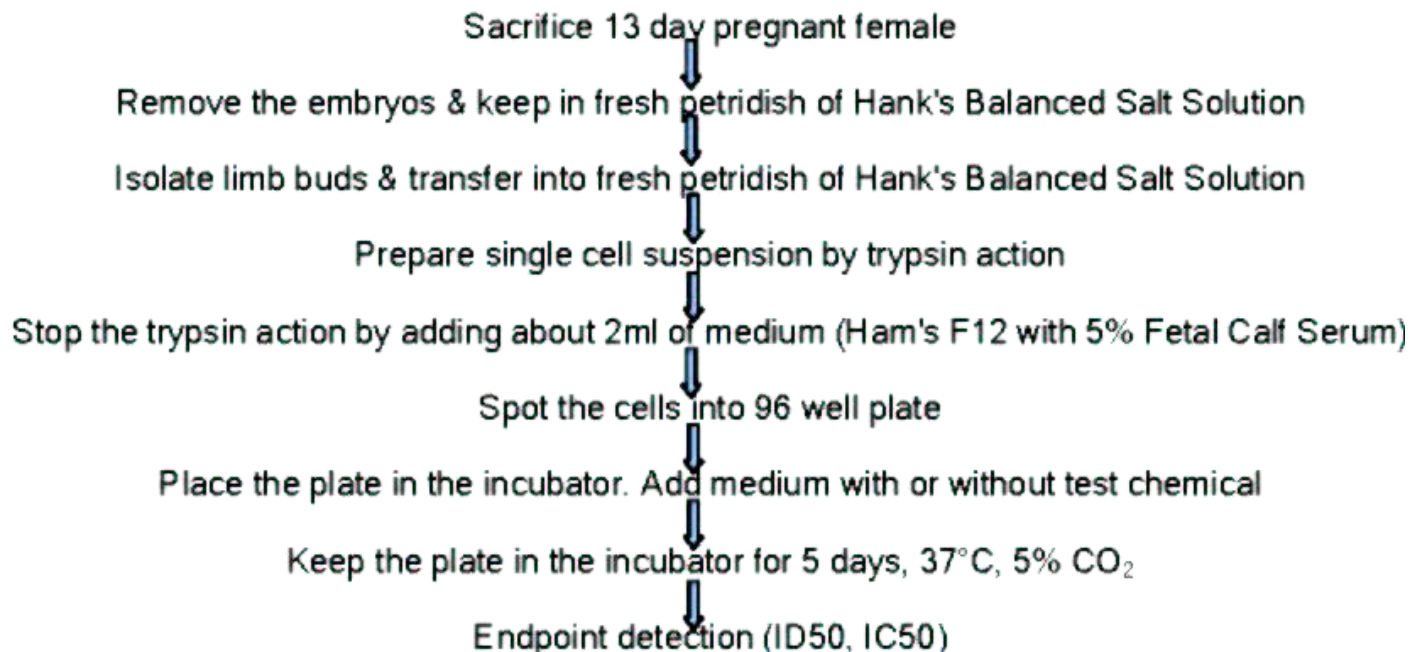 Sacrifice 13 day pregnant female
Remove the embryos & keep in fresh petridish of Hank's Balanced Salt Solution
Isolate limb buds & transfer into fresh petridish of Hank's Balanced Salt Solution
Prepare single cell suspension by trypsin action
Stop the trypsin action by adding about 2ml of medium (Ham's F12 with 5% Fetal Calf Serum)
Spot the cells into 96 well plate
Place the plate in the incubator. Add medium with or without test chemical
Keep the plate in the incubator for 5 days, 37°C, 5% CO₂
Endpoint detection (ID50, IC50)